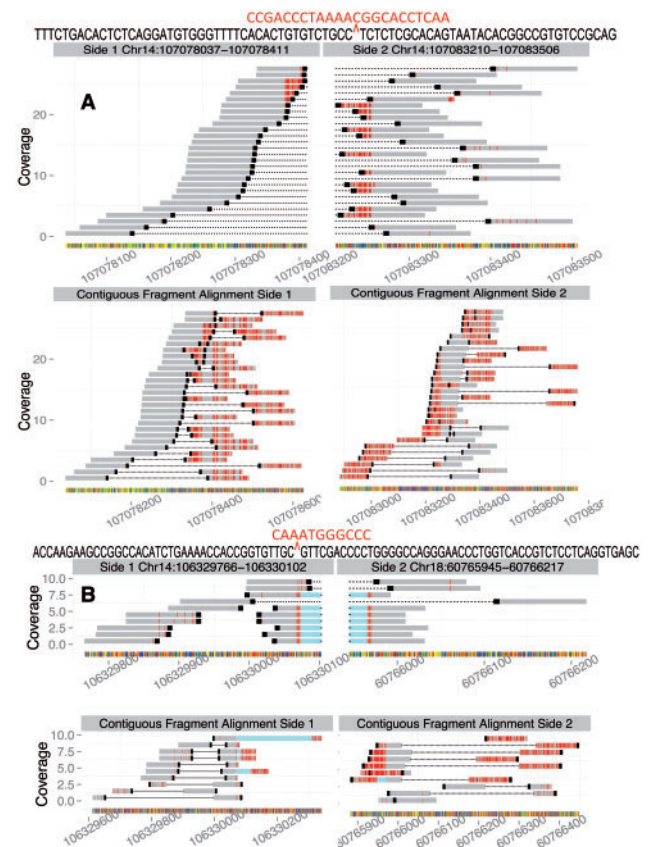 CCGACCCTAAAACGGCACCTCAA
TTTCTGACACTCTCAGGATGTGGGTTTTCACACTGTGTCTGCC^TCTCTCGCACAGTAATACACGGCCGTGTCCGCAG
Side 1 Chr14:107078037−107078411
Side 2 Chr14:107083210−107083506
A
Coverage
20
10
0
107078100
107078200
107078300
107078400
107083200
107083300
107083400
107083500
Contiguous Fragment Alignment Side 1
Contiguous Fragment Alignment Side 2
Coverage
20
10
0
107078200
107078400
107078600
107083000
107083200
107083400
107083600
CAAATGGGCCC
ACCAAGAAGCCGGCCACATCTGAAAACCACCGGTGTTGC^GTTCGACCCCTGGGGCCAGGGAACCCTGGTCACCGTCTCCTCAGGTGAGC
Side 1 Chr14:106329766−106330102
Side 2 Chr18:60765945−60766217
B
Coverage
10.0
7.5
5.0
2.5
0.0
106329800
106329900
106330000
106330100
60766000
60766100
60766200
Contiguous Fragment Alignment Side 1
Contiguous Fragment Alignment Side 2
Coverage
10.0
7.5
5.0
2.5
0.0
106329600
106329800
106330000
106330200
60765900
60766000
60766100
60766200
60766300
60766400